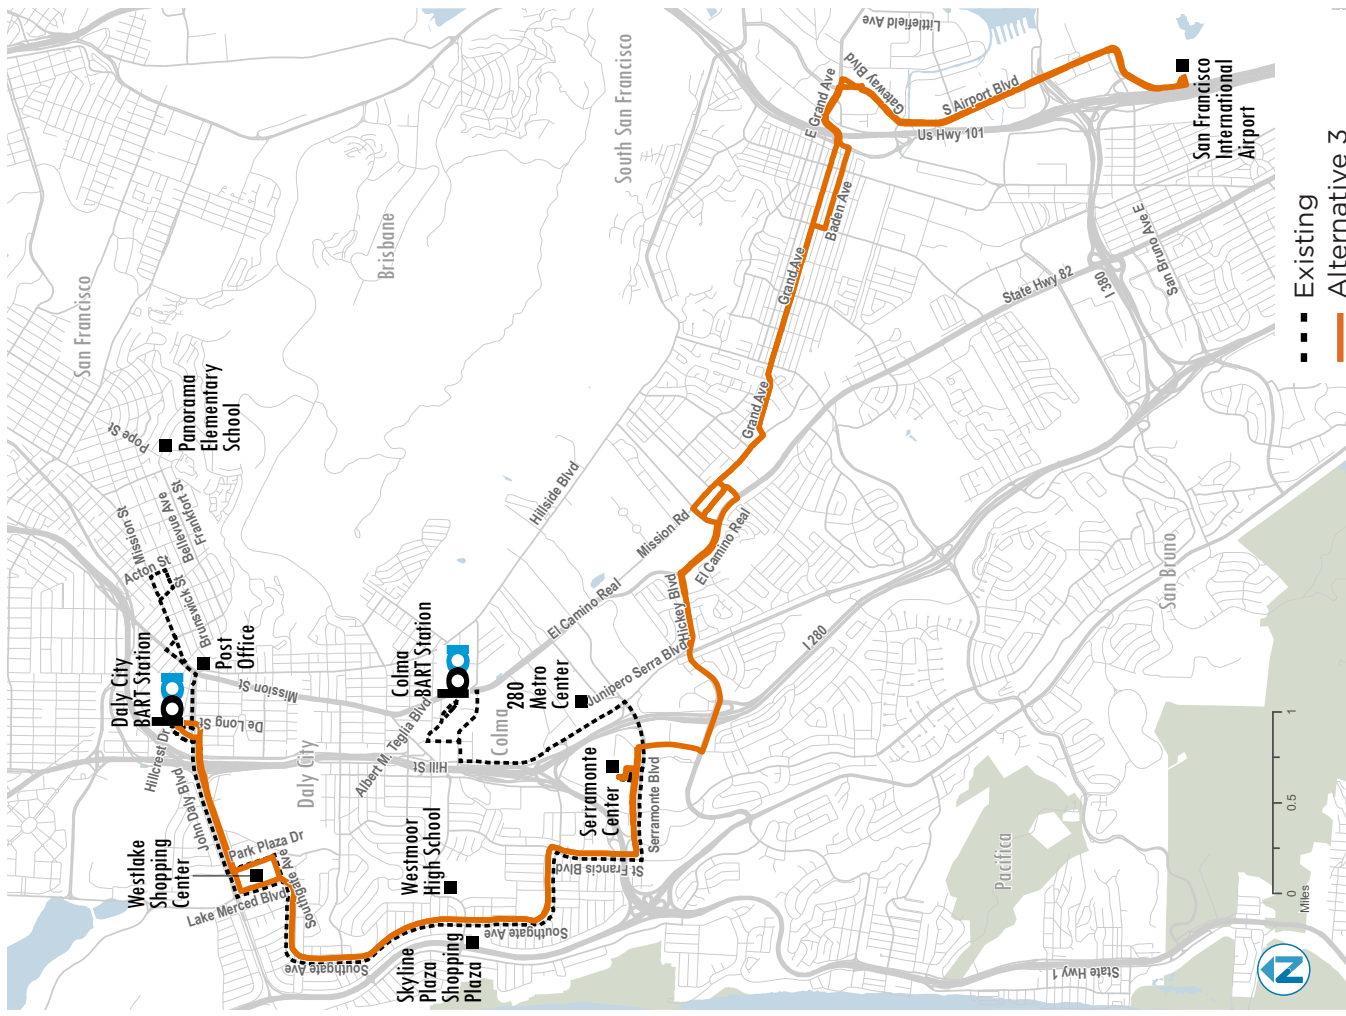 San Francisco
Brisbane
South San Francisco
Littlefield Ave
Gateway Blvd
E Grand Ave
S Airport Blvd
Us Hwy 101
San Francisco
International
Airport
Baden Ave
Grand Ave
Grand Ave
State Hwy 82
I 380
San Bruno Ave E
Pope St
Panorama
Elementary
School
Mission St
Bellevue Ave
Frankfort St
Acton St
Brunswick St
Post
Office
Daly City
BART Station
De Long St
Mission St
Hillcrest Dr
John Daly Blvd
Daly City
Colma
BART Station
Albert M. Teglia Blvd
Hill St
Colma
Hillside Blvd
El Camino Real
Mission Rd
El Camino Real
Hickey Blvd
Junipero Serra Blvd
280
Metro
Center
I 280
San Bruno
Serramonte
Center
Serramonte Blvd
St Francis Blvd
Westlake
Shopping
Center
Park Plaza Dr
Lake Merced Blvd
Southgate Ave
Southgate Ave
Westmoor
High School
Skyline
Plaza
Shopping
Plaza
Southgate Ave
Pacifica
State Hwy 1
0
0.5
1
Miles
N
Existing
Alternative 3